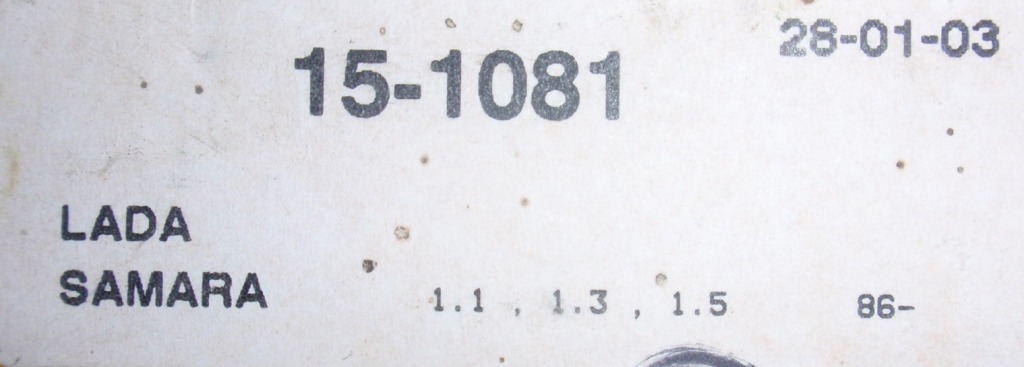 28-01-03
15-1081
LADA
SAMARA 1.1 , 1.3 , 1.5 86-